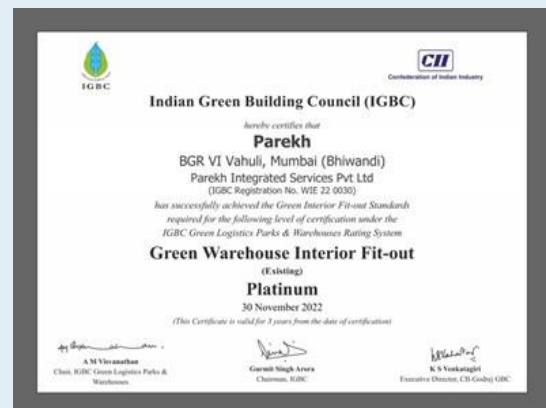 IGBC
CII
Confederation of Indian Industry
Indian Green Building Council (IGBC)
hereby certifies that
Parekh
BGR VI Vahuli, Mumbai (Bhiwandi)
Parekh Integrated Services Pvt Ltd
(IGBC Registration No. WIE 22 0030)
has successfully achieved the Green Interior Fit-out Standards
required for the following level of certification under the
IGBC Green Logistics Parks & Warehouses Rating System
Green Warehouse Interior Fit-out
(Existing)
Platinum
30 November 2022
(This Certificate is valid for 3 years from the date of certification)
A M Visvanathan
Chair, IGBC Green Logistics Parks &
Warehouses
Gurmit Singh Arora
Chairman, IGBC
K S Venkatagiri
Executive Director, CII-Godrej GBC